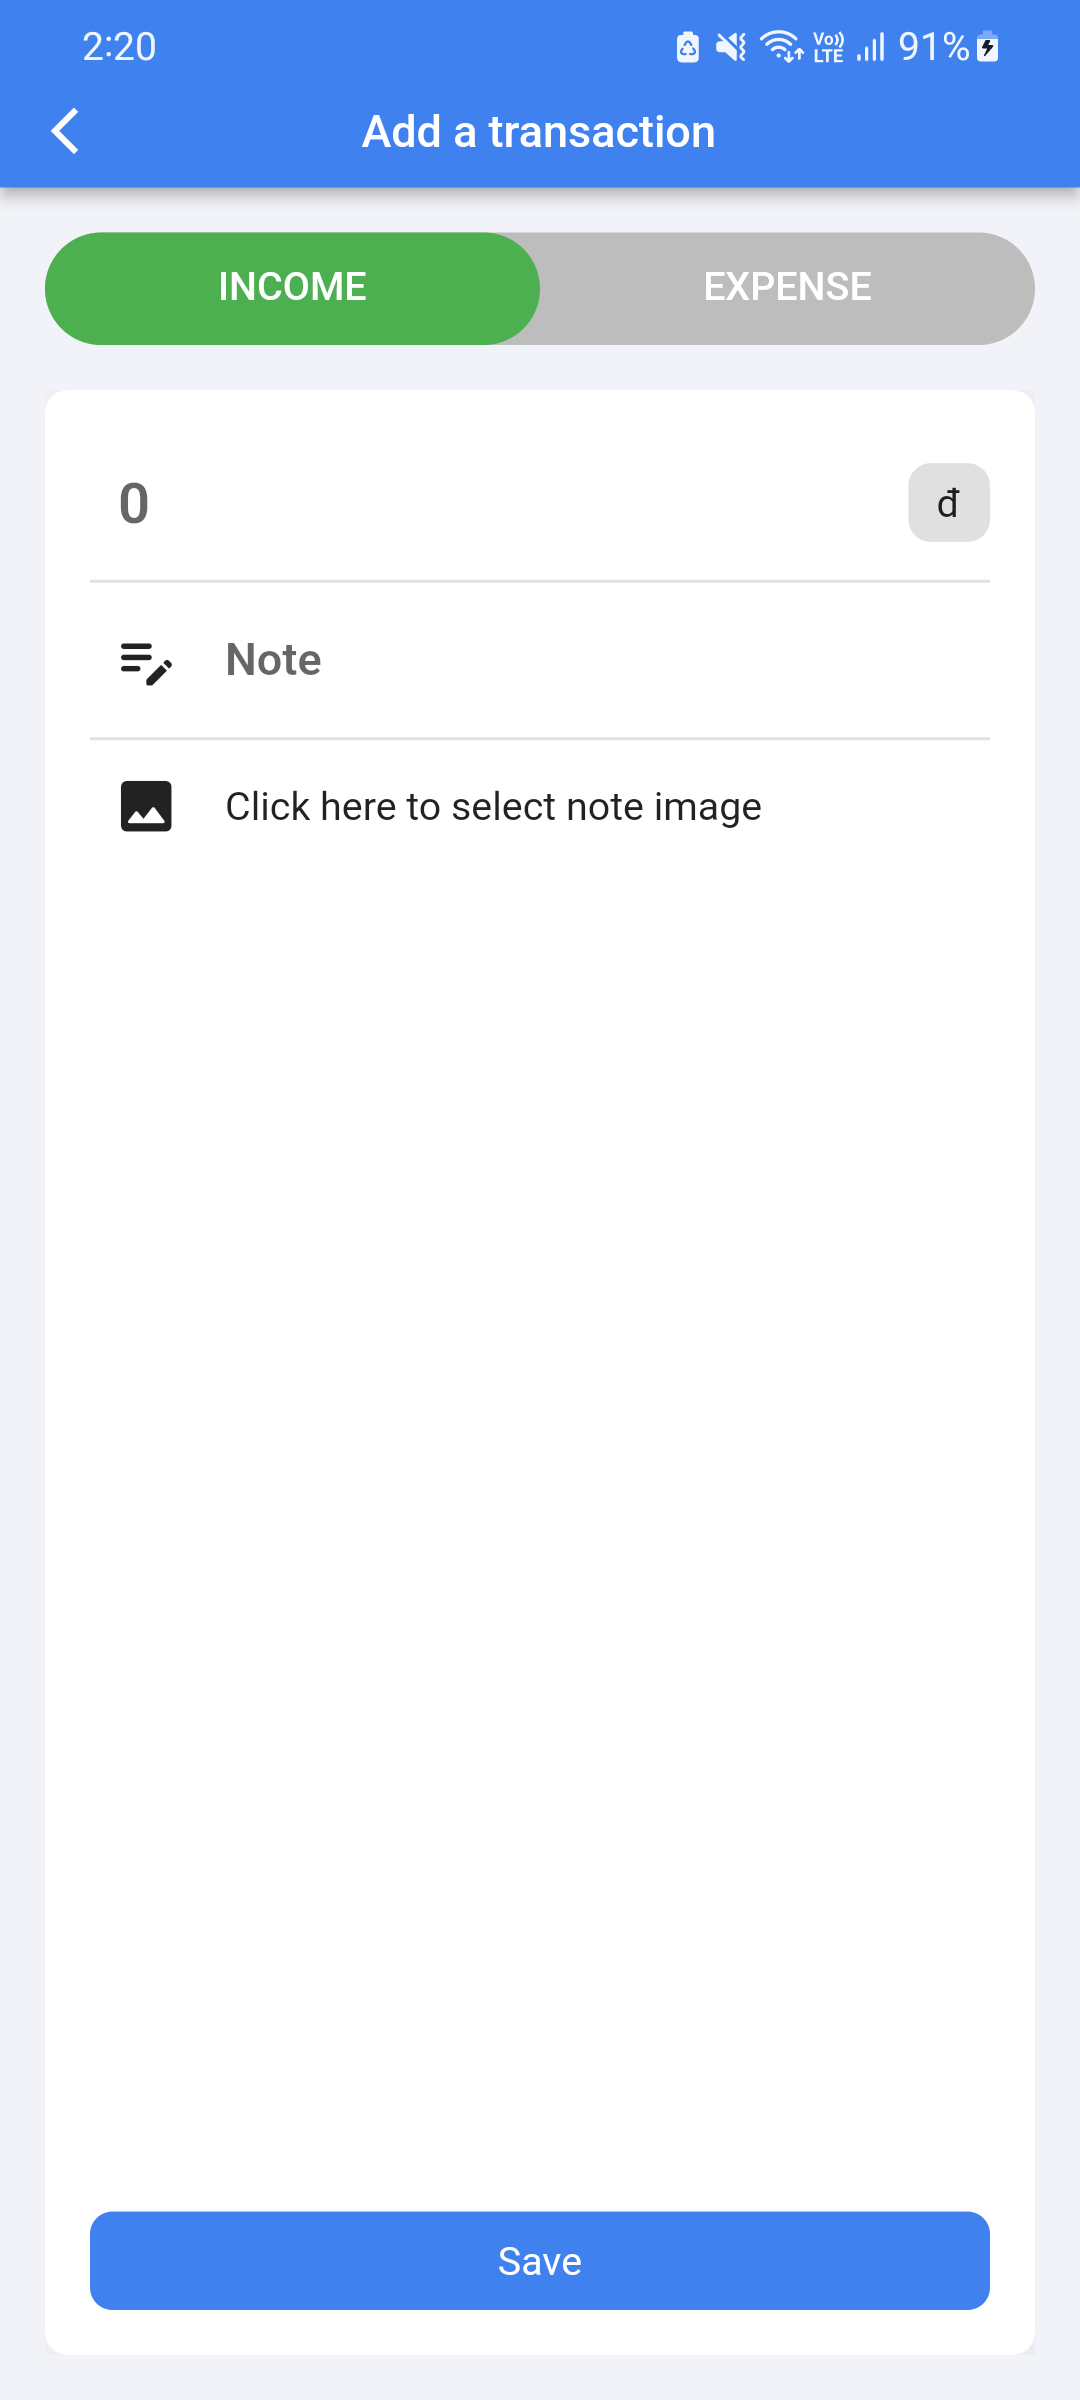 2:20 Vo)) LTE 91%
Add a transaction
INCOME EXPENSE
0 đ
Note
Click here to select note image
Save